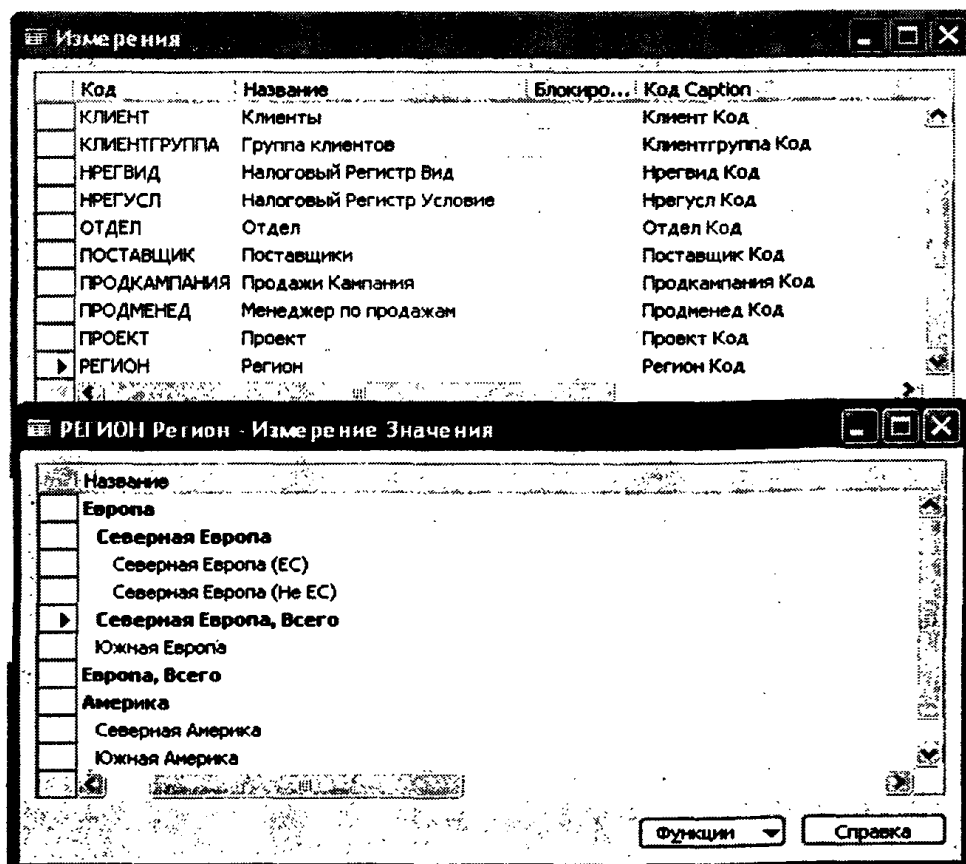 Измерения
Код Название Блокиро... Код Caption
КЛИЕНТ Клиенты Клиент Код
КЛИЕНТГРУППА Группа клиентов Клиентгруппа Код
НРЕГВИД Налоговый Регистр Вид Нрегвид Код
НРЕГУСЛ Налоговый Регистр Условие Нрегусл Код
ОТДЕЛ Отдел Отдел Код
ПОСТАВЩИК Поставщики Поставщик Код
ПРОДКАМПАНИЯ Продажи Кампания Продкампания Код
ПРОДМЕНЕД Менеджер по продажам Продменед Код
ПРОЕКТ Проект Проект Код
РЕГИОН Регион Регион Код
РЕГИОН Регион - Измерение Значения
Название
Европа
Северная Европа
Северная Европа (ЕС)
Северная Европа (Не ЕС)
Северная Европа, Всего
Южная Европа
Европа, Всего
Америка
Северная Америка
Южная Америка
Функции Справка